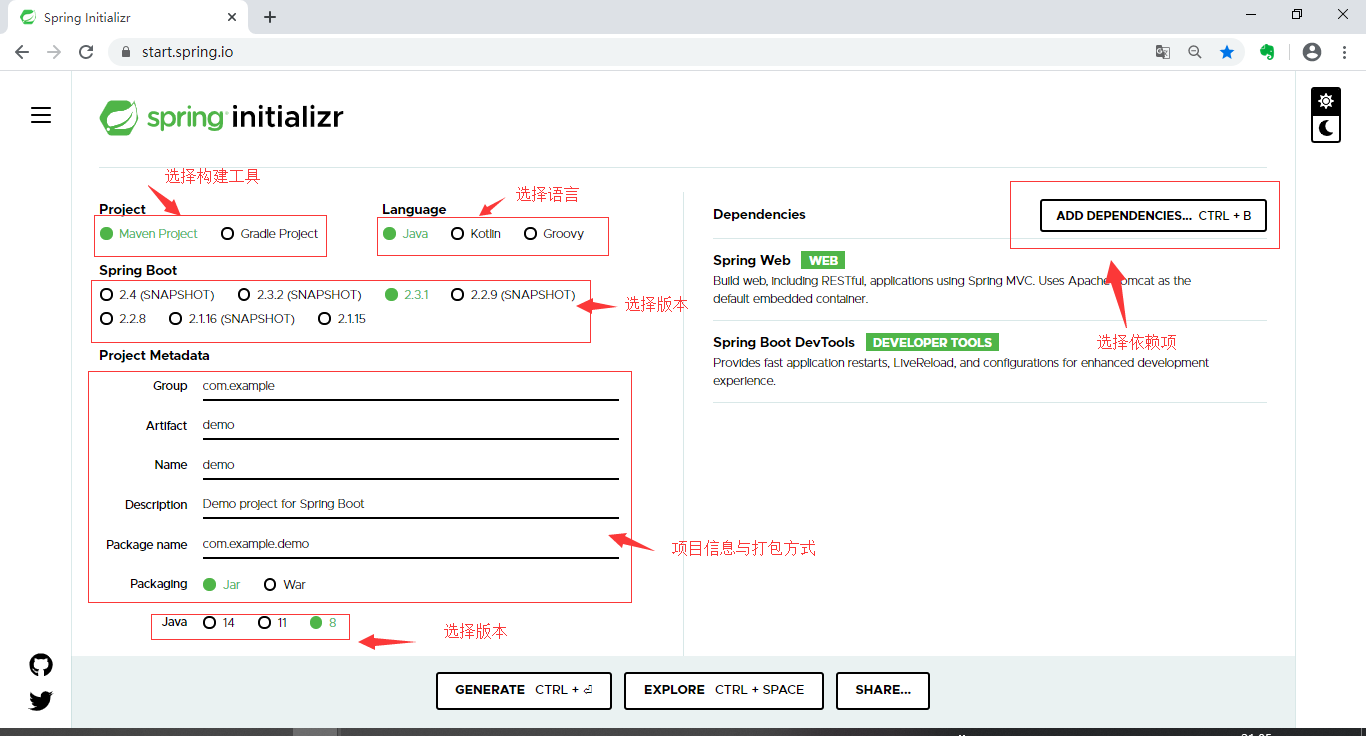 Spring Initializr
start.spring.io
spring initializr
选择构建工具
选择语言
Project
Language
Maven Project Gradle Project
Java Kotlin Groovy
Spring Boot
2.4 (SNAPSHOT) 2.3.2 (SNAPSHOT) 2.3.1 2.2.9 (SNAPSHOT)
2.2.8 2.1.16 (SNAPSHOT) 2.1.15
选择版本
Project Metadata
Group com.example
Artifact demo
Name demo
Description Demo project for Spring Boot
Package name com.example.demo
项目信息与打包方式
Packaging Jar War
Java 14 11 8
选择版本
Dependencies
ADD DEPENDENCIES... CTRL + B
Spring Web WEB
Build web, including RESTful, applications using Spring MVC. Uses Apache Tomcat as the
default embedded container.
选择依赖项
Spring Boot DevTools DEVELOPER TOOLS
Provides fast application restarts, LiveReload, and configurations for enhanced development
experience.
GENERATE CTRL + ⏎
EXPLORE CTRL + SPACE
SHARE...